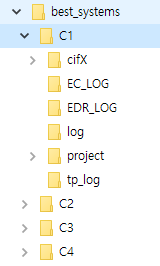 best_systems
C1
cifX
EC_LOG
EDR_LOG
log
project
tp_log
C2
C3
C4